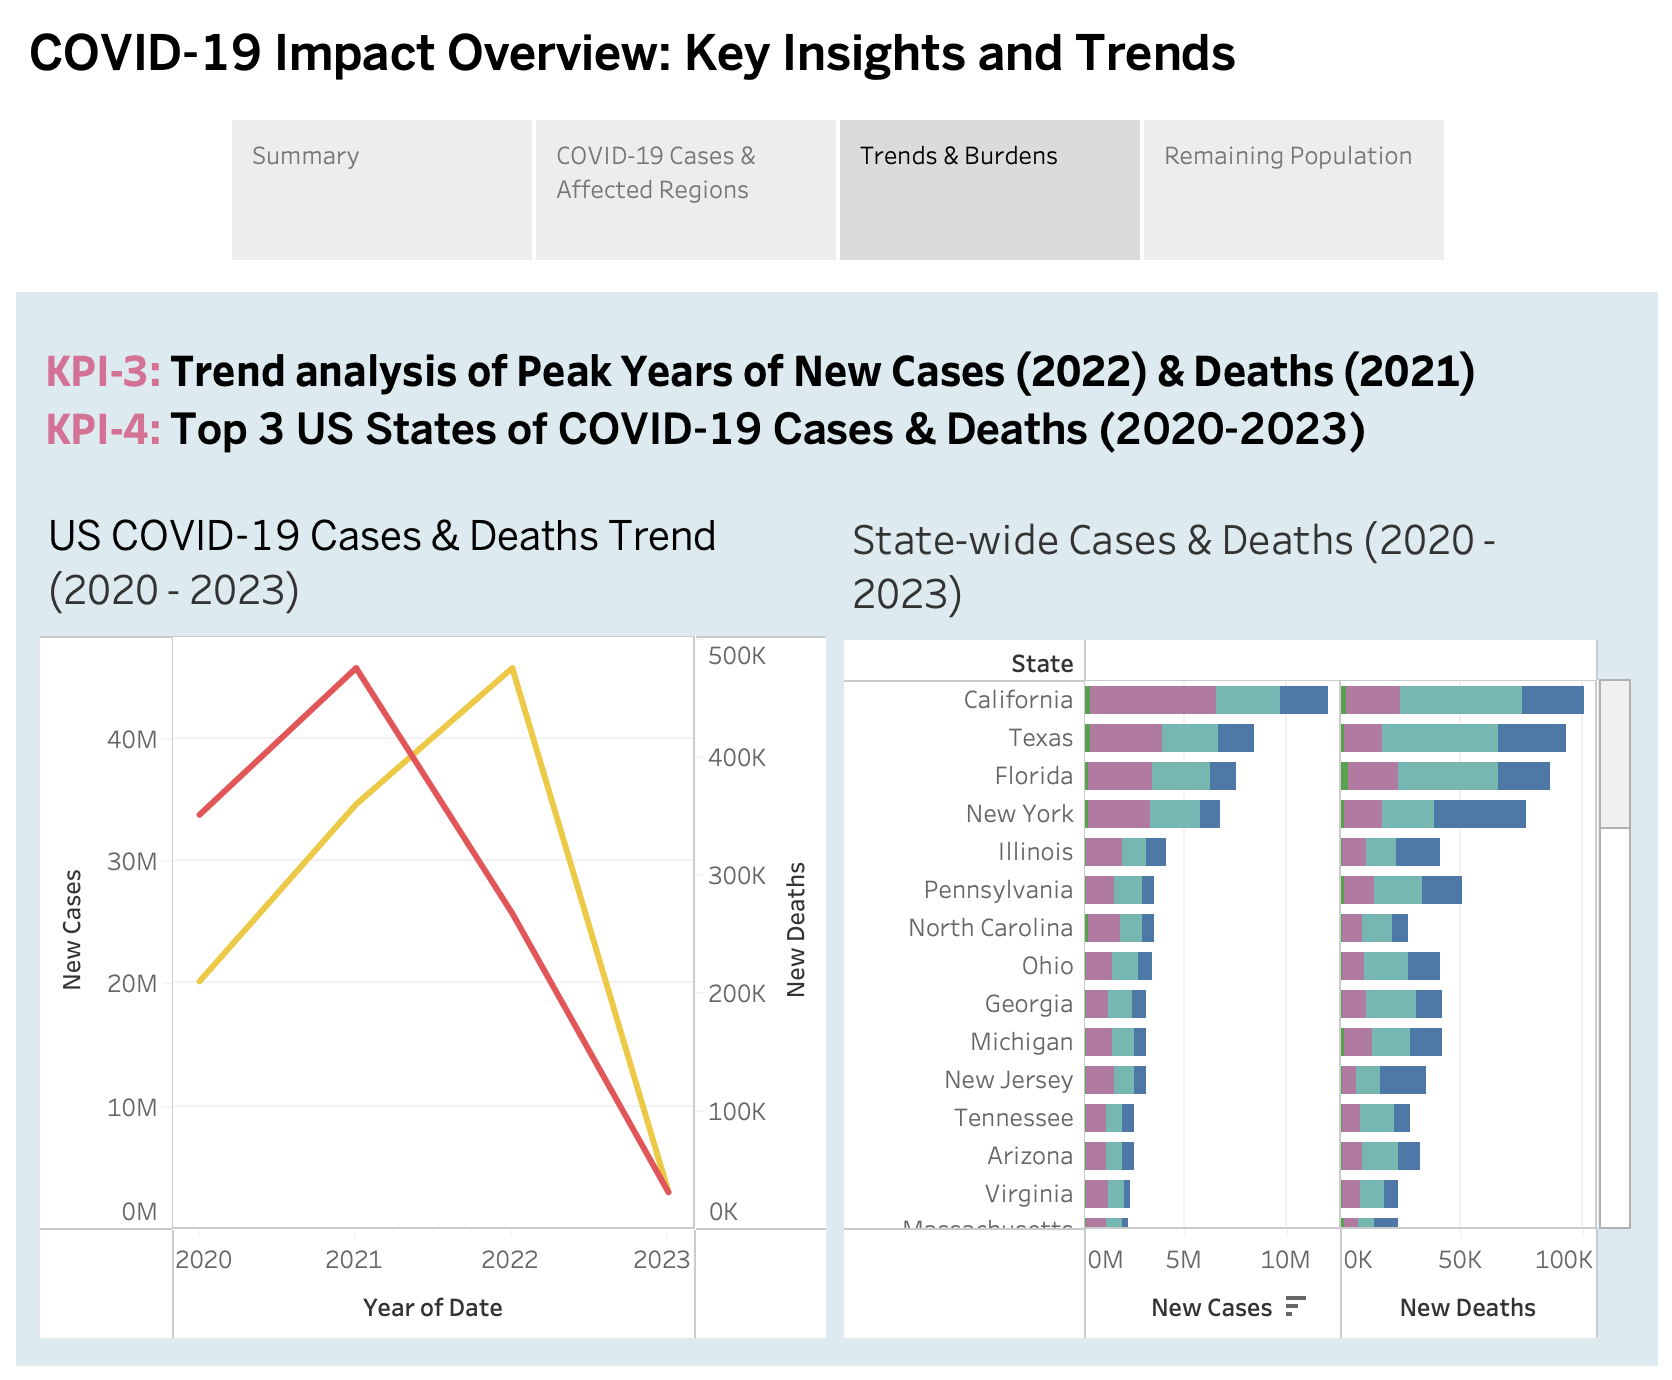 COVID-19 Impact Overview: Key Insights and Trends
Summary
COVID-19 Cases &
Affected Regions
Trends & Burdens
Remaining Population
KPI-3: Trend analysis of Peak Years of New Cases (2022) & Deaths (2021)
KPI-4: Top 3 US States of COVID-19 Cases & Deaths (2020-2023)
US COVID-19 Cases & Deaths Trend
(2020 - 2023)
New Cases
40M
30M
20M
10M
0M
500K
400K
300K
200K
100K
0K
New Deaths
2020 2021 2022 2023
Year of Date
State-wide Cases & Deaths (2020 -
2023)
State
California
Texas
Florida
New York
Illinois
Pennsylvania
North Carolina
Ohio
Georgia
Michigan
New Jersey
Tennessee
Arizona
Virginia
Massachusetts
0M 5M 10M 0K 50K 100K
New Cases New Deaths